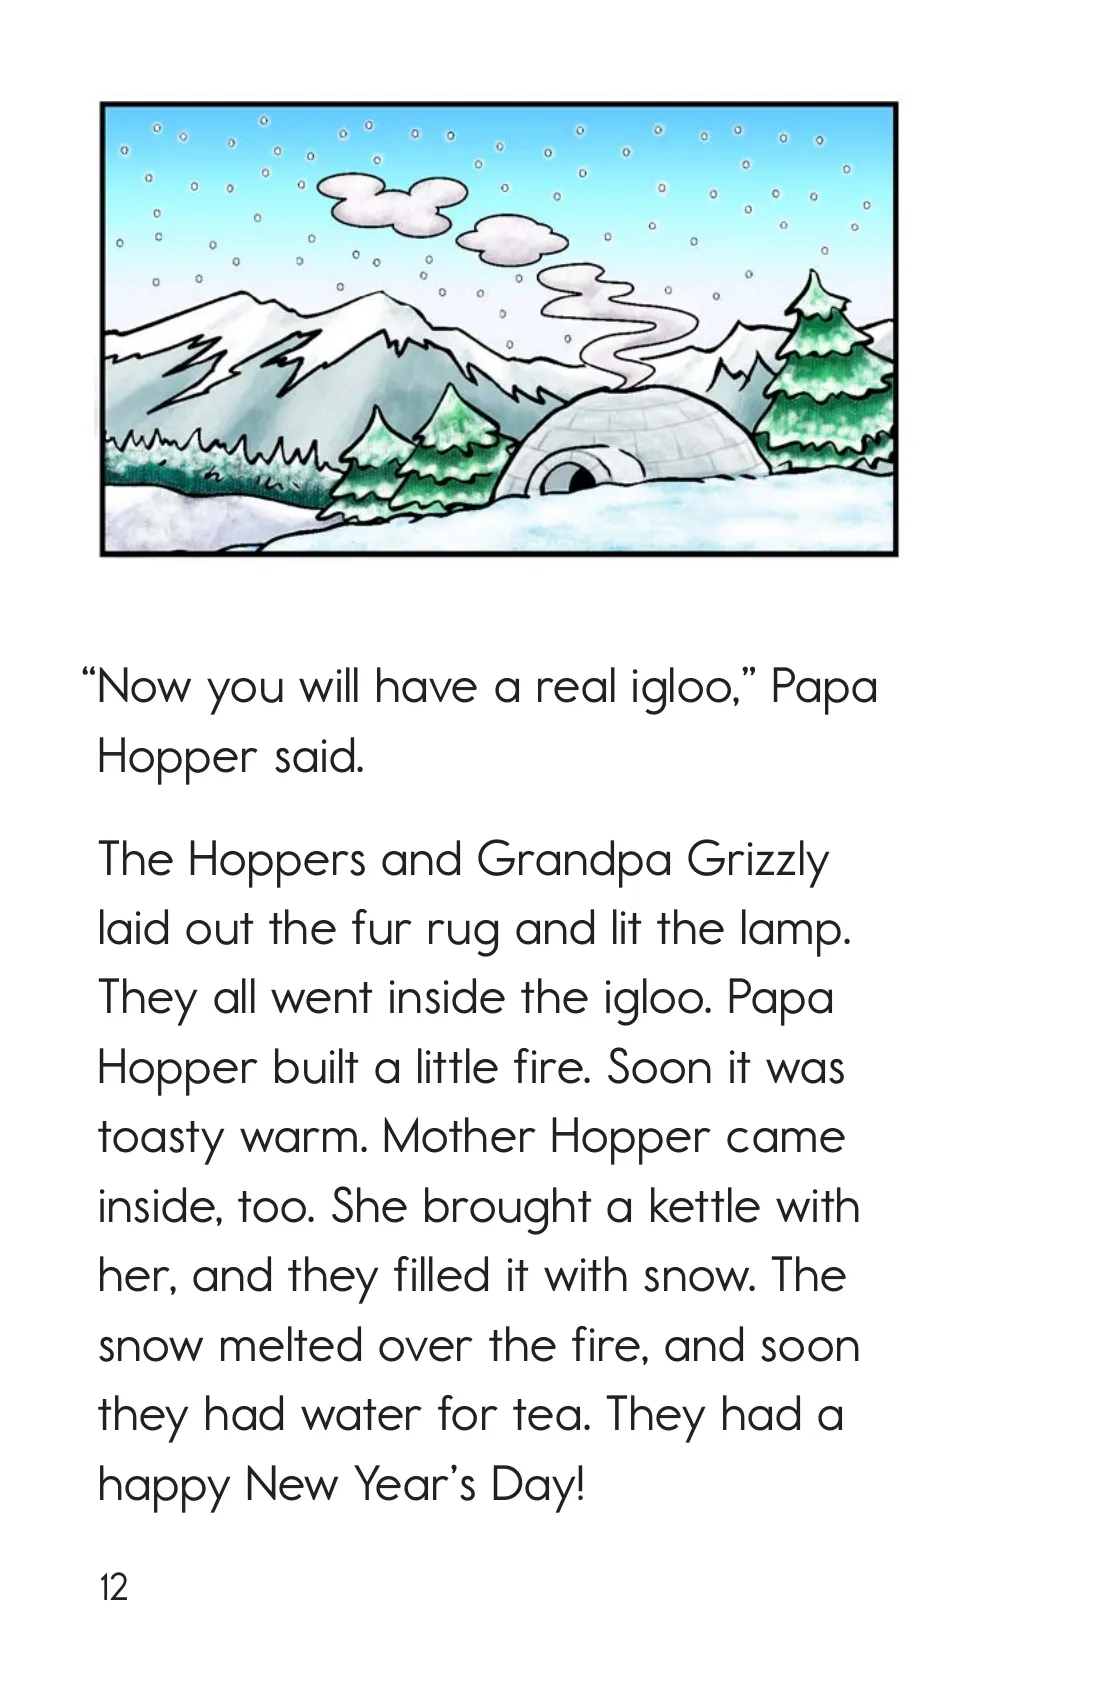 “Now you will have a real igloo,” Papa
Hopper said.
The Hoppers and Grandpa Grizzly
laid out the fur rug and lit the lamp.
They all went inside the igloo. Papa
Hopper built a little fire. Soon it was
toasty warm. Mother Hopper came
inside, too. She brought a kettle with
her, and they filled it with snow. The
snow melted over the fire, and soon
they had water for tea. They had a
happy New Year’s Day!
12